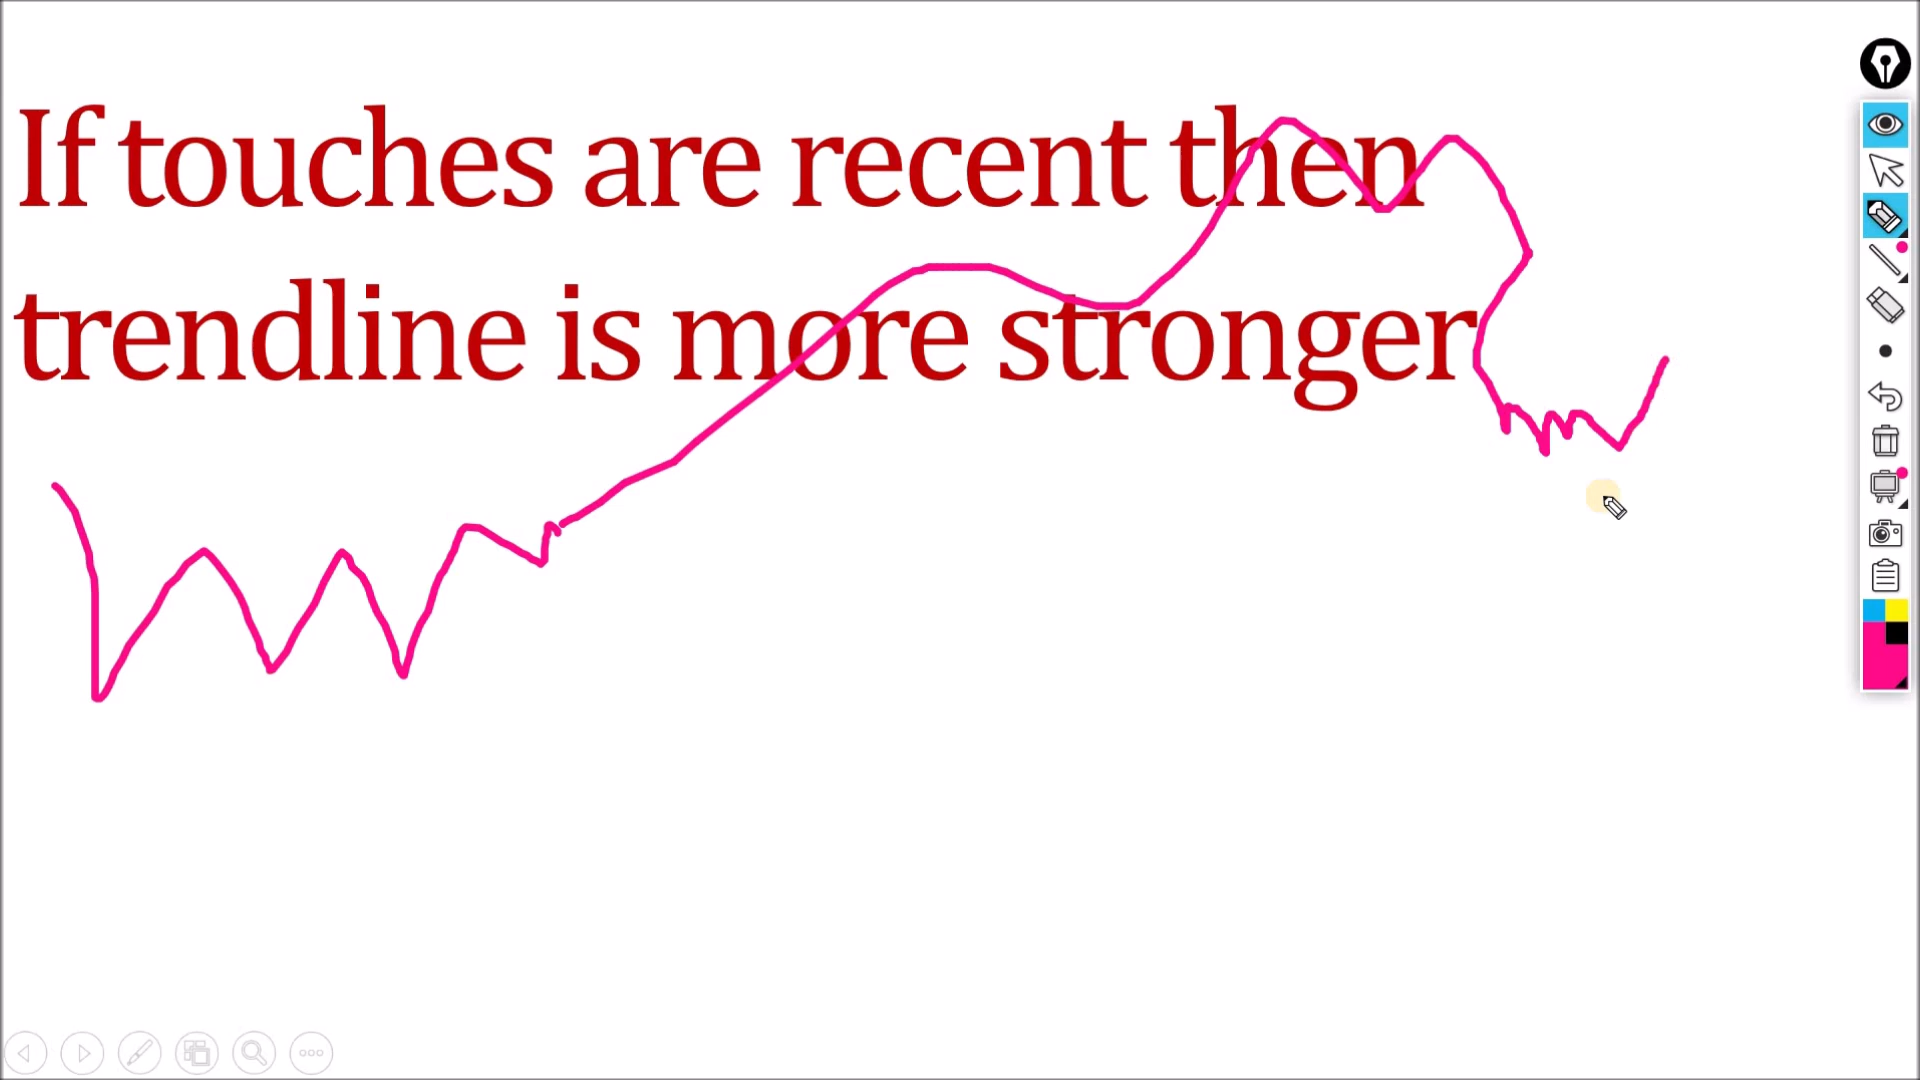 If touches are recent then
trendline is more stronger